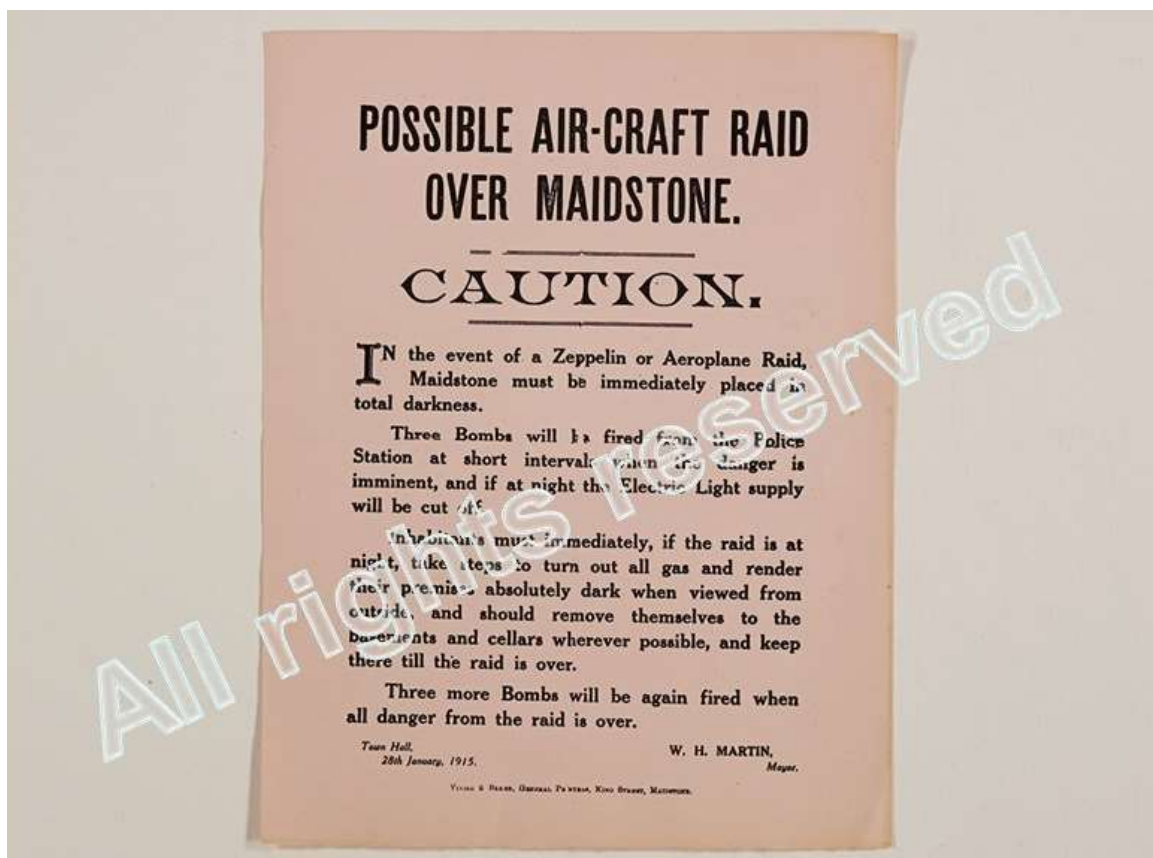 POSSIBLE AIR-CRAFT RAID
OVER MAIDSTONE.
CAUTION.
IN the event of a Zeppelin or Aeroplane Raid,
Maidstone must be immediately placed in
total darkness.
Three Bombs will be fired from the Police
Station at short intervals when the danger is
imminent, and if at night the Electric Light supply
will be cut off.
Inhabitants must immediately, if the raid is at
night, take steps to turn out all gas and render
their premises absolutely dark when viewed from
outside, and should remove themselves to the
basements and cellars wherever possible, and keep
there till the raid is over.
Three more Bombs will be again fired when
all danger from the raid is over.
Town Hall,
28th January, 1915.
W. H. MARTIN,
Mayor.
General Printers, King Street, Maidstone.
All rights reserved